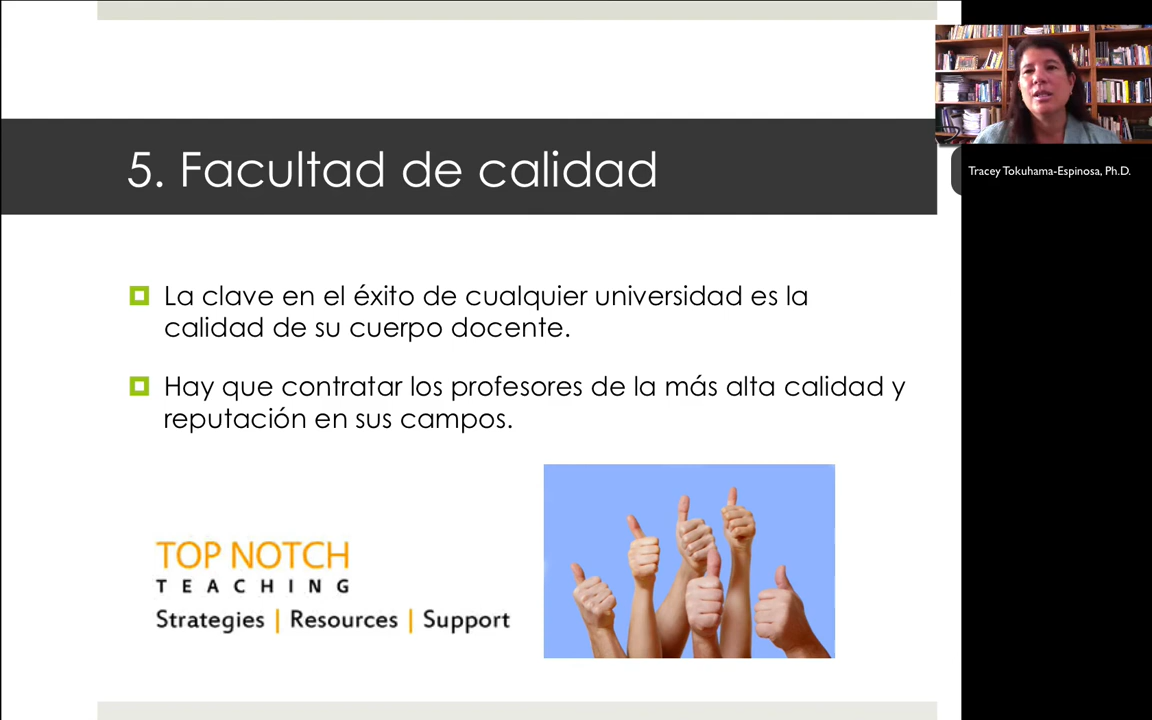 5. Facultad de calidad
Tracey Tokuhama-Espinosa, Ph.D.
La clave en el éxito de cualquier universidad es la
calidad de su cuerpo docente.
Hay que contratar los profesores de la más alta calidad y
reputación en sus campos.
TOP NOTCH
TEACHING
Strategies | Resources | Support